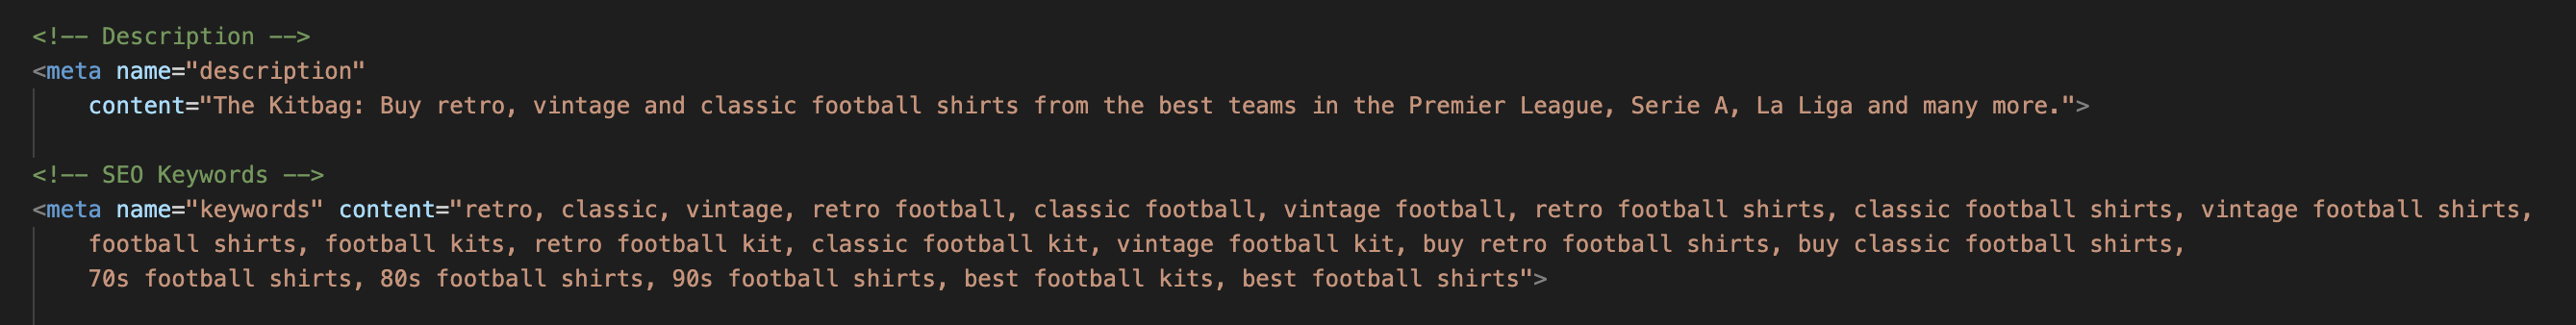 <!-- Description -->
<meta name="description"
content="The Kitbag: Buy retro, vintage and classic football shirts from the best teams in the Premier League, Serie A, La Liga and many more.">
<!-- SEO Keywords -->
<meta name="keywords" content="retro, classic, vintage, retro football, classic football, vintage football, retro football shirts, classic football shirts, vintage football shirts,
football shirts, football kits, retro football kit, classic football kit, vintage football kit, buy retro football shirts, buy classic football shirts,
70s football shirts, 80s football shirts, 90s football shirts, best football kits, best football shirts">